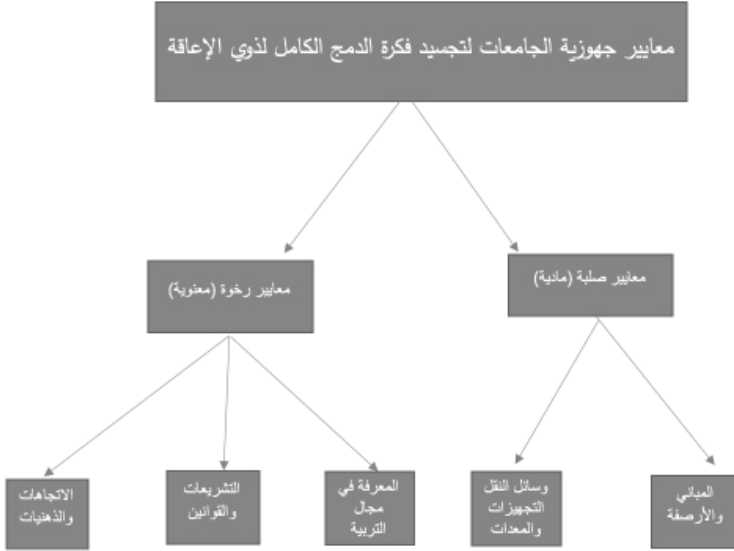 معايير جهوزية الجامعات لتجسيد فكرة الدمج الكامل لذوي الإعاقة
معايير صلبة (مادية)
معايير رخوة (معنوية)
المباني
والأرصفة
وسائل النقل
التجهيزات
والمعدات
المعرفة في
مجال
التربية
التشريعات
والقوانين
الاتجاهات
والذهنيات